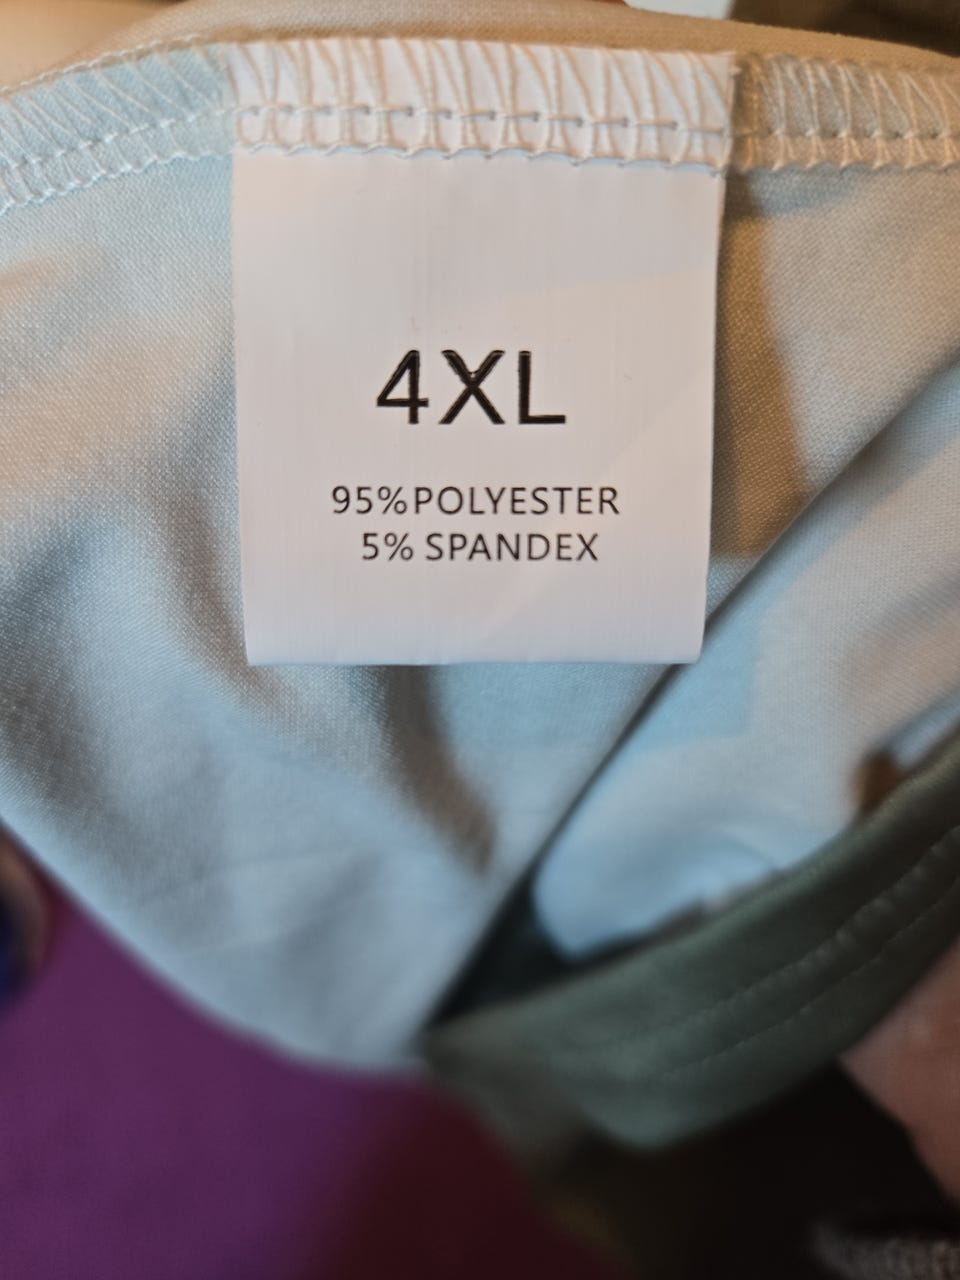 4XL
95%POLYESTER
5% SPANDEX